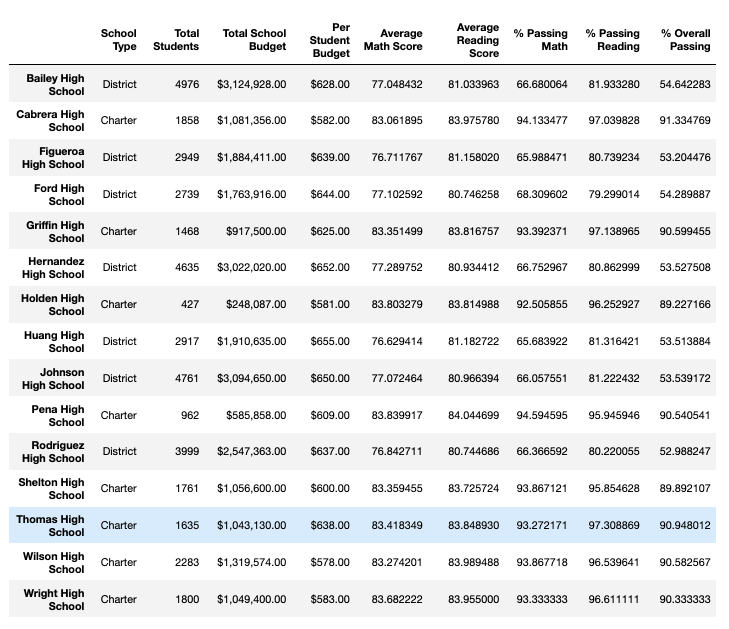 School Type Total Students Total School Budget Per Student Budget Average Math Score Average Reading Score % Passing Math % Passing Reading % Overall Passing
Bailey High School District 4976 $3,124,928.00 $628.00 77.048432 81.033963 66.680064 81.933280 54.642283
Cabrera High School Charter 1858 $1,081,356.00 $582.00 83.061895 83.975780 94.133477 97.039828 91.334769
Figueroa High School District 2949 $1,884,411.00 $639.00 76.711767 81.158020 65.988471 80.739234 53.204476
Ford High School District 2739 $1,763,916.00 $644.00 77.102592 80.746258 68.309602 79.299014 54.289887
Griffin High School Charter 1468 $917,500.00 $625.00 83.351499 83.816757 93.392371 97.138965 90.599455
Hernandez High School District 4635 $3,022,020.00 $652.00 77.289752 80.934412 66.752967 80.862999 53.527508
Holden High School Charter 427 $248,087.00 $581.00 83.803279 83.814988 92.505855 96.252927 89.227166
Huang High School District 2917 $1,910,635.00 $655.00 76.629414 81.182722 65.683922 81.316421 53.513884
Johnson High School District 4761 $3,094,650.00 $650.00 77.072464 80.966394 66.057551 81.222432 53.539172
Pena High School Charter 962 $585,858.00 $609.00 83.839917 84.044699 94.594595 95.945946 90.540541
Rodriguez High School District 3999 $2,547,363.00 $637.00 76.842711 80.744686 66.366592 80.220055 52.988247
Shelton High School Charter 1761 $1,056,600.00 $600.00 83.359455 83.725724 93.867121 95.854628 89.892107
Thomas High School Charter 1635 $1,043,130.00 $638.00 83.418349 83.848930 93.272171 97.308869 90.948012
Wilson High School Charter 2283 $1,319,574.00 $578.00 83.274201 83.989488 93.867718 96.539641 90.582567
Wright High School Charter 1800 $1,049,400.00 $583.00 83.682222 83.955000 93.333333 96.611111 90.333333